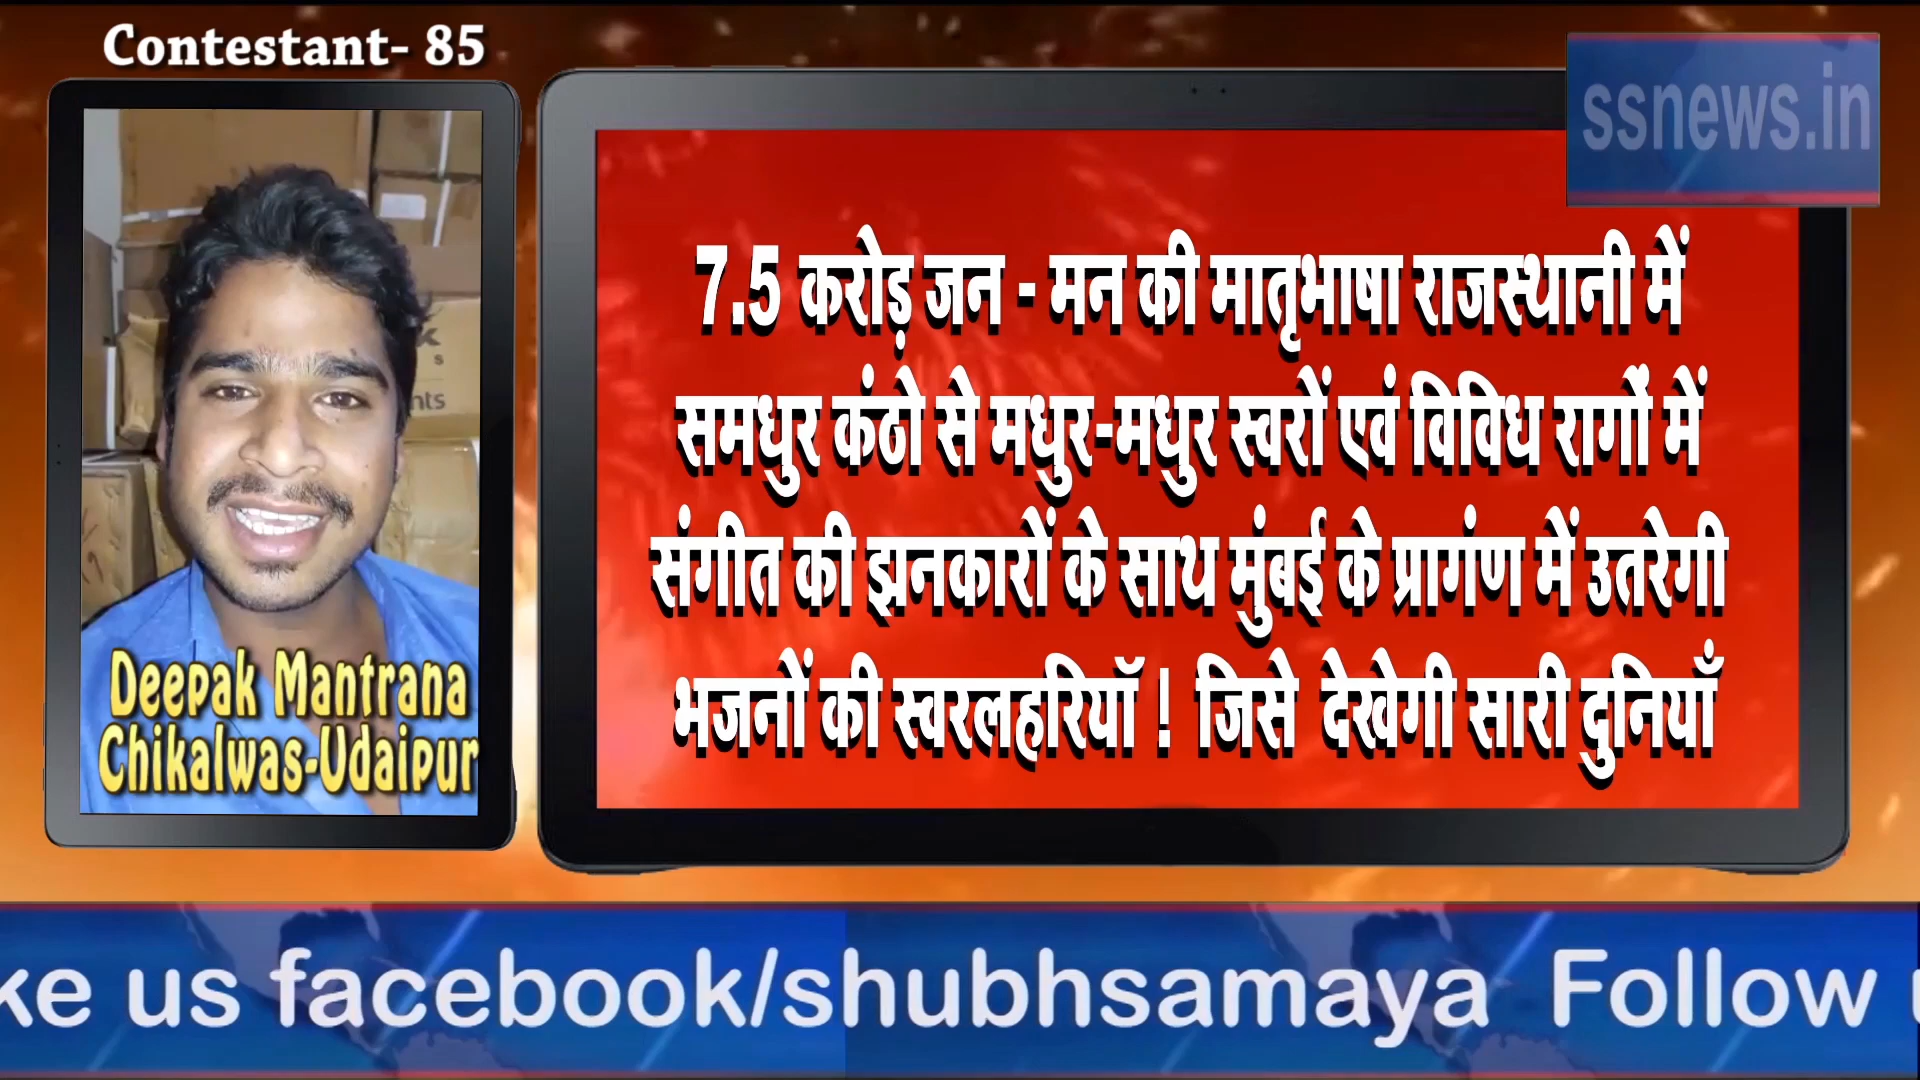 Contestant- 85
ssnews.in
7.5 करोड़ जन - मन की मातृभाषा राजस्थानी में
समधुर कंठो से मधुर-मधुर स्वरों एवं विविध रागों में
संगीत की झनकारों के साथ मुंबई के प्रागंण में उतरेगी
भजनों की स्वरलहरियॉ ! जिसे देखेगी सारी दुनियाँ
Deepak Mantrana
Chikalwas-Udaipur
ke us facebook/shubhsamaya Follow